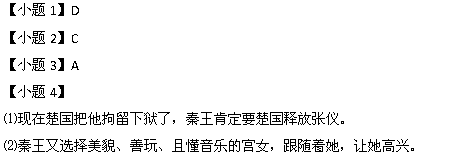 【小题1】D
【小题2】C
【小题3】A
【小题4】
⑴现在楚国把他拘留下狱了，秦王肯定要楚国释放张仪。
⑵秦王又选择美貌、善玩、且懂音乐的宫女，跟随着她，让她高兴。